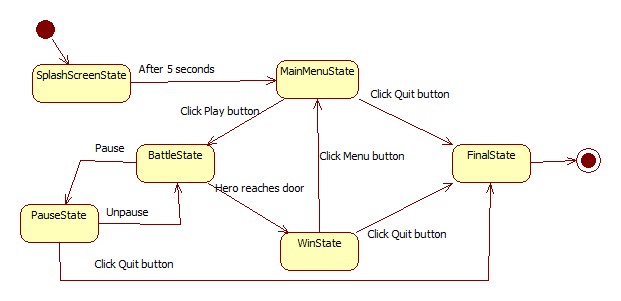 SplashScreenState
After 5 seconds
MainMenuState
Click Play button
Click Quit button
Pause
BattleState
Click Menu button
FinalState
Hero reaches door
PauseState
Unpause
WinState
Click Quit button
Click Quit button